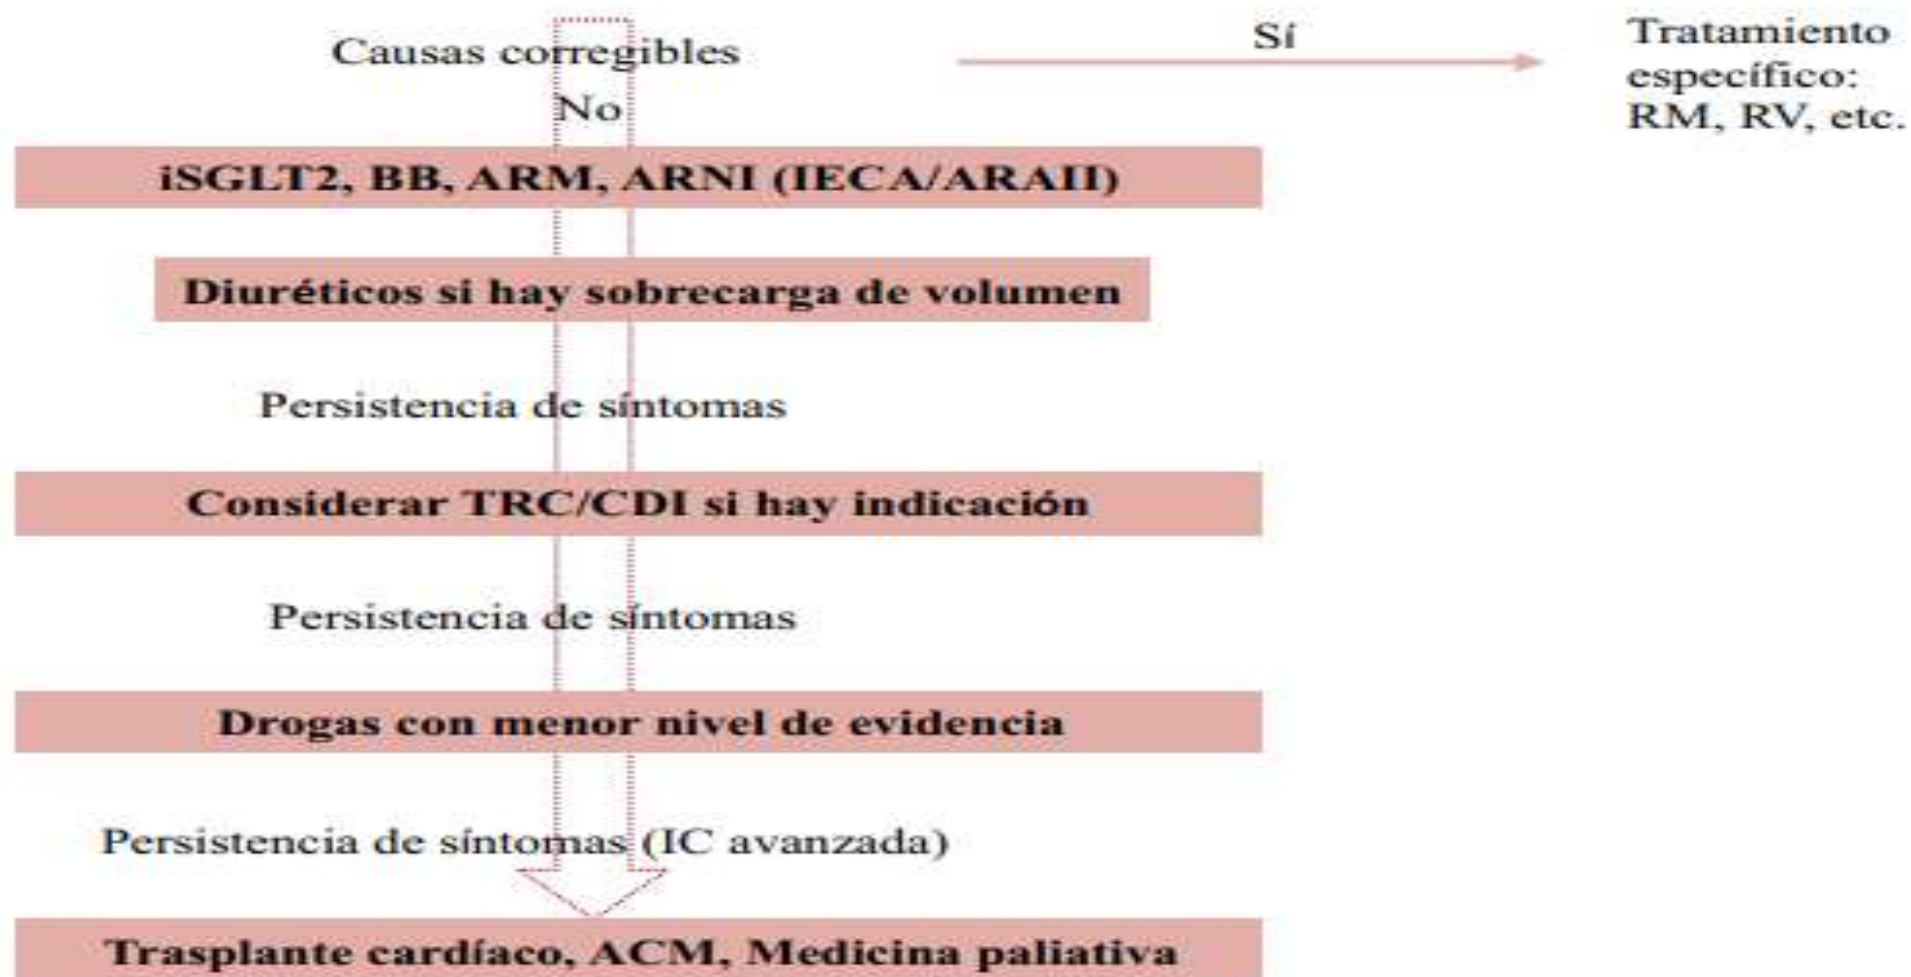 Causas corregibles
Sí
Tratamiento
específico:
RM, RV, etc.
No
iSGLT2, BB, ARM, ARNI (IECA/ARAII)
Diuréticos si hay sobrecarga de volumen
Persistencia de síntomas
Considerar TRC/CDI si hay indicación
Persistencia de síntomas
Drogas con menor nivel de evidencia
Persistencia de síntomas (IC avanzada)
Trasplante cardíaco, ACM, Medicina paliativa